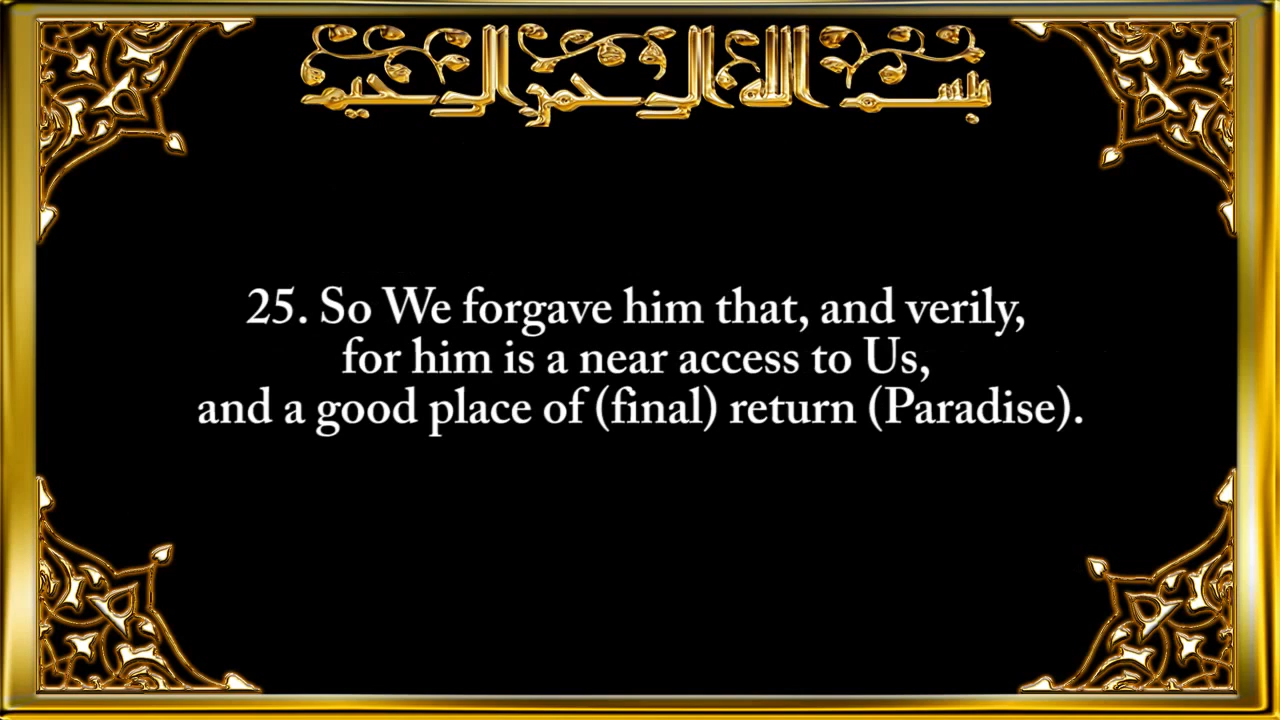 بسم الله الرحمن الرحيم
25. So We forgave him that, and verily,
for him is a near access to Us,
and a good place of (final) return (Paradise).